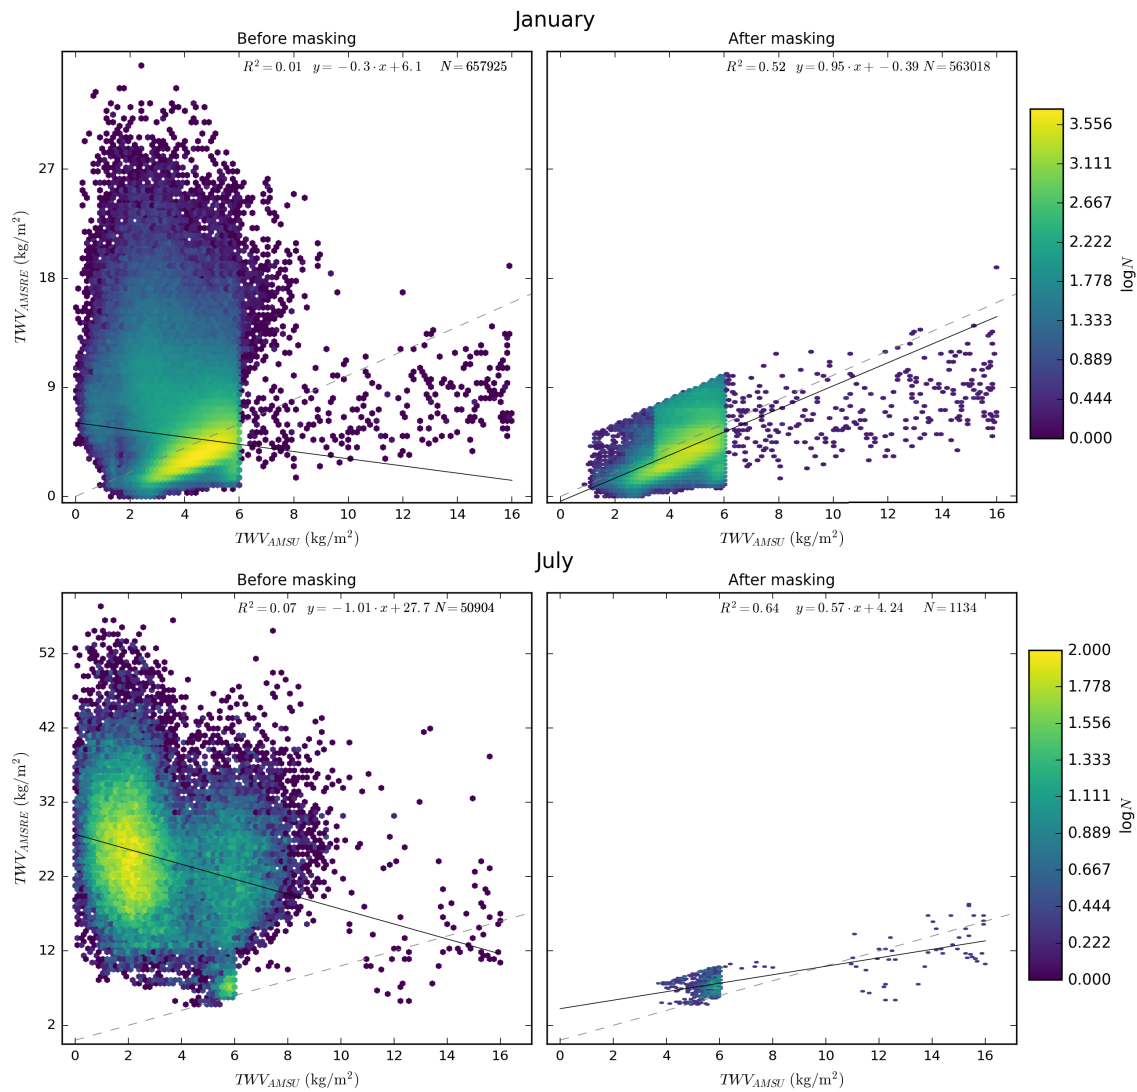 January
Before masking
After masking
R² = 0.01 y = −0.3 · x + 6.1 N = 657925
R² = 0.52 y = 0.95 · x + −0.39 N = 563018
27
18
9
0
TWV_AMSRE (kg/m²)
0 2 4 6 8 10 12 14 16
0 2 4 6 8 10 12 14 16
TWV_AMSU (kg/m²)
TWV_AMSU (kg/m²)
3.556
3.111
2.667
2.222
1.778
1.333
0.889
0.444
0.000
log N
July
Before masking
After masking
R² = 0.07 y = −1.01 · x + 27.7 N = 50904
R² = 0.64 y = 0.57 · x + 4.24 N = 1134
52
42
32
22
12
2
TWV_AMSRE (kg/m²)
0 2 4 6 8 10 12 14 16
0 2 4 6 8 10 12 14 16
TWV_AMSU (kg/m²)
TWV_AMSU (kg/m²)
2.000
1.778
1.556
1.333
1.111
0.889
0.667
0.444
0.222
0.000
log N